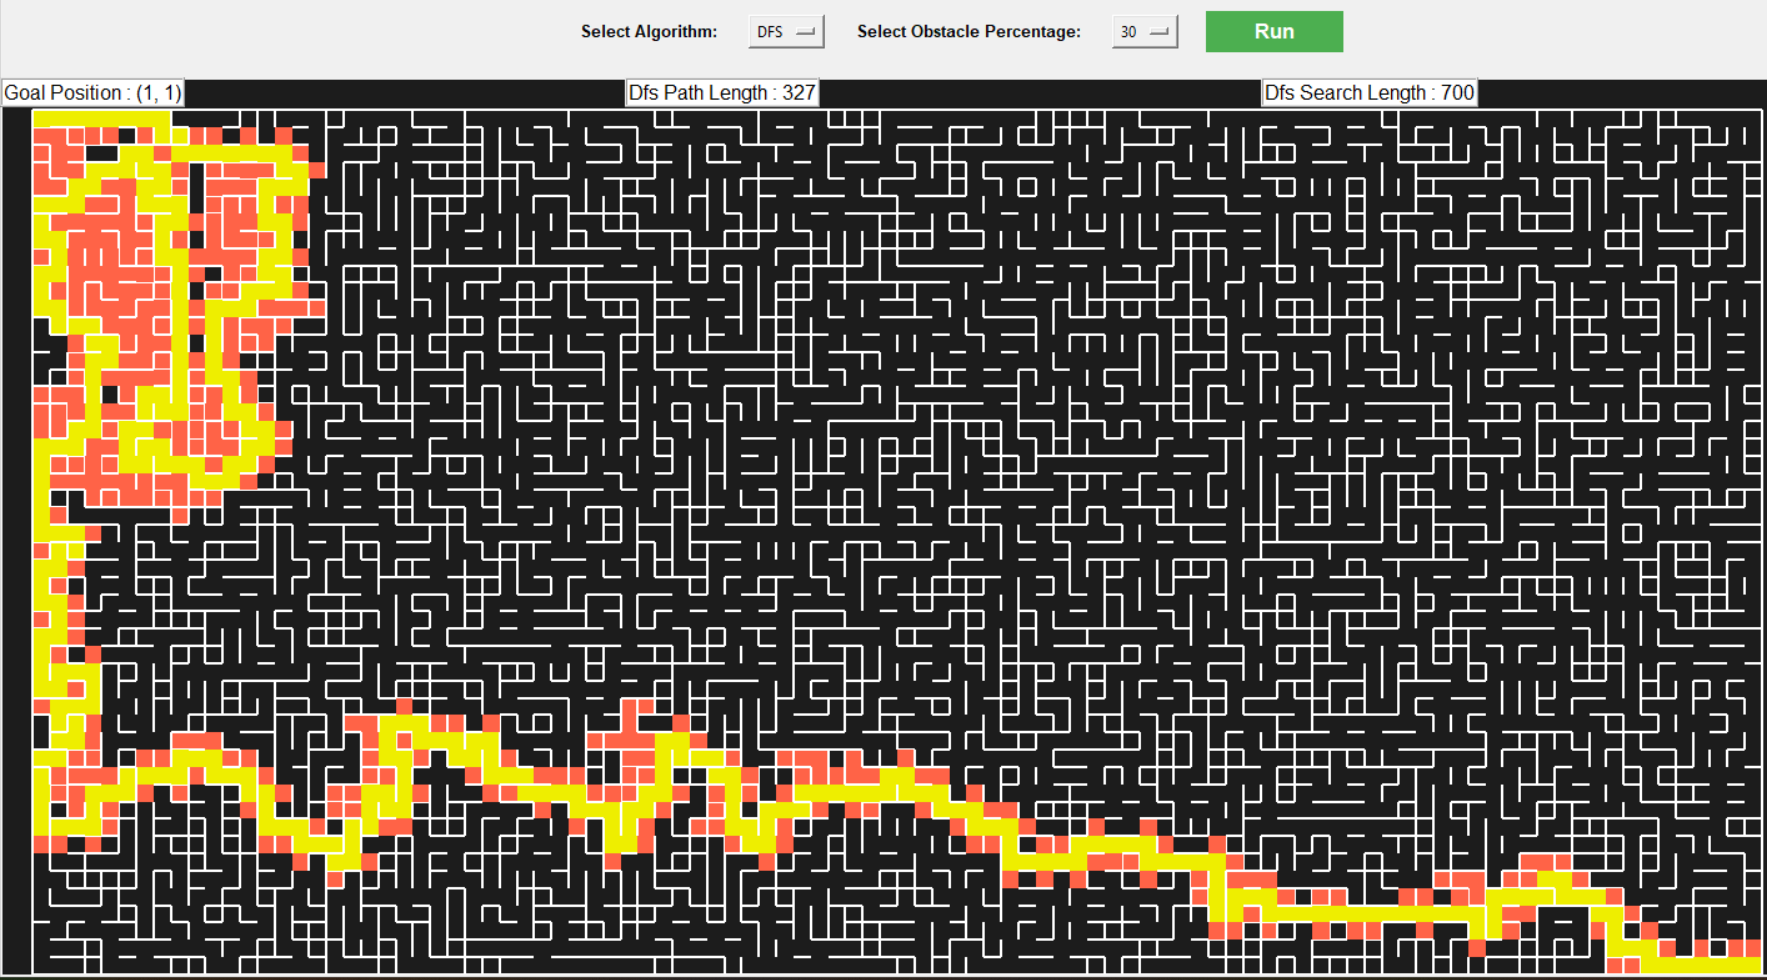 Select Algorithm: DFS Select Obstacle Percentage: 30 Run
Goal Position : (1, 1) Dfs Path Length : 327 Dfs Search Length : 700